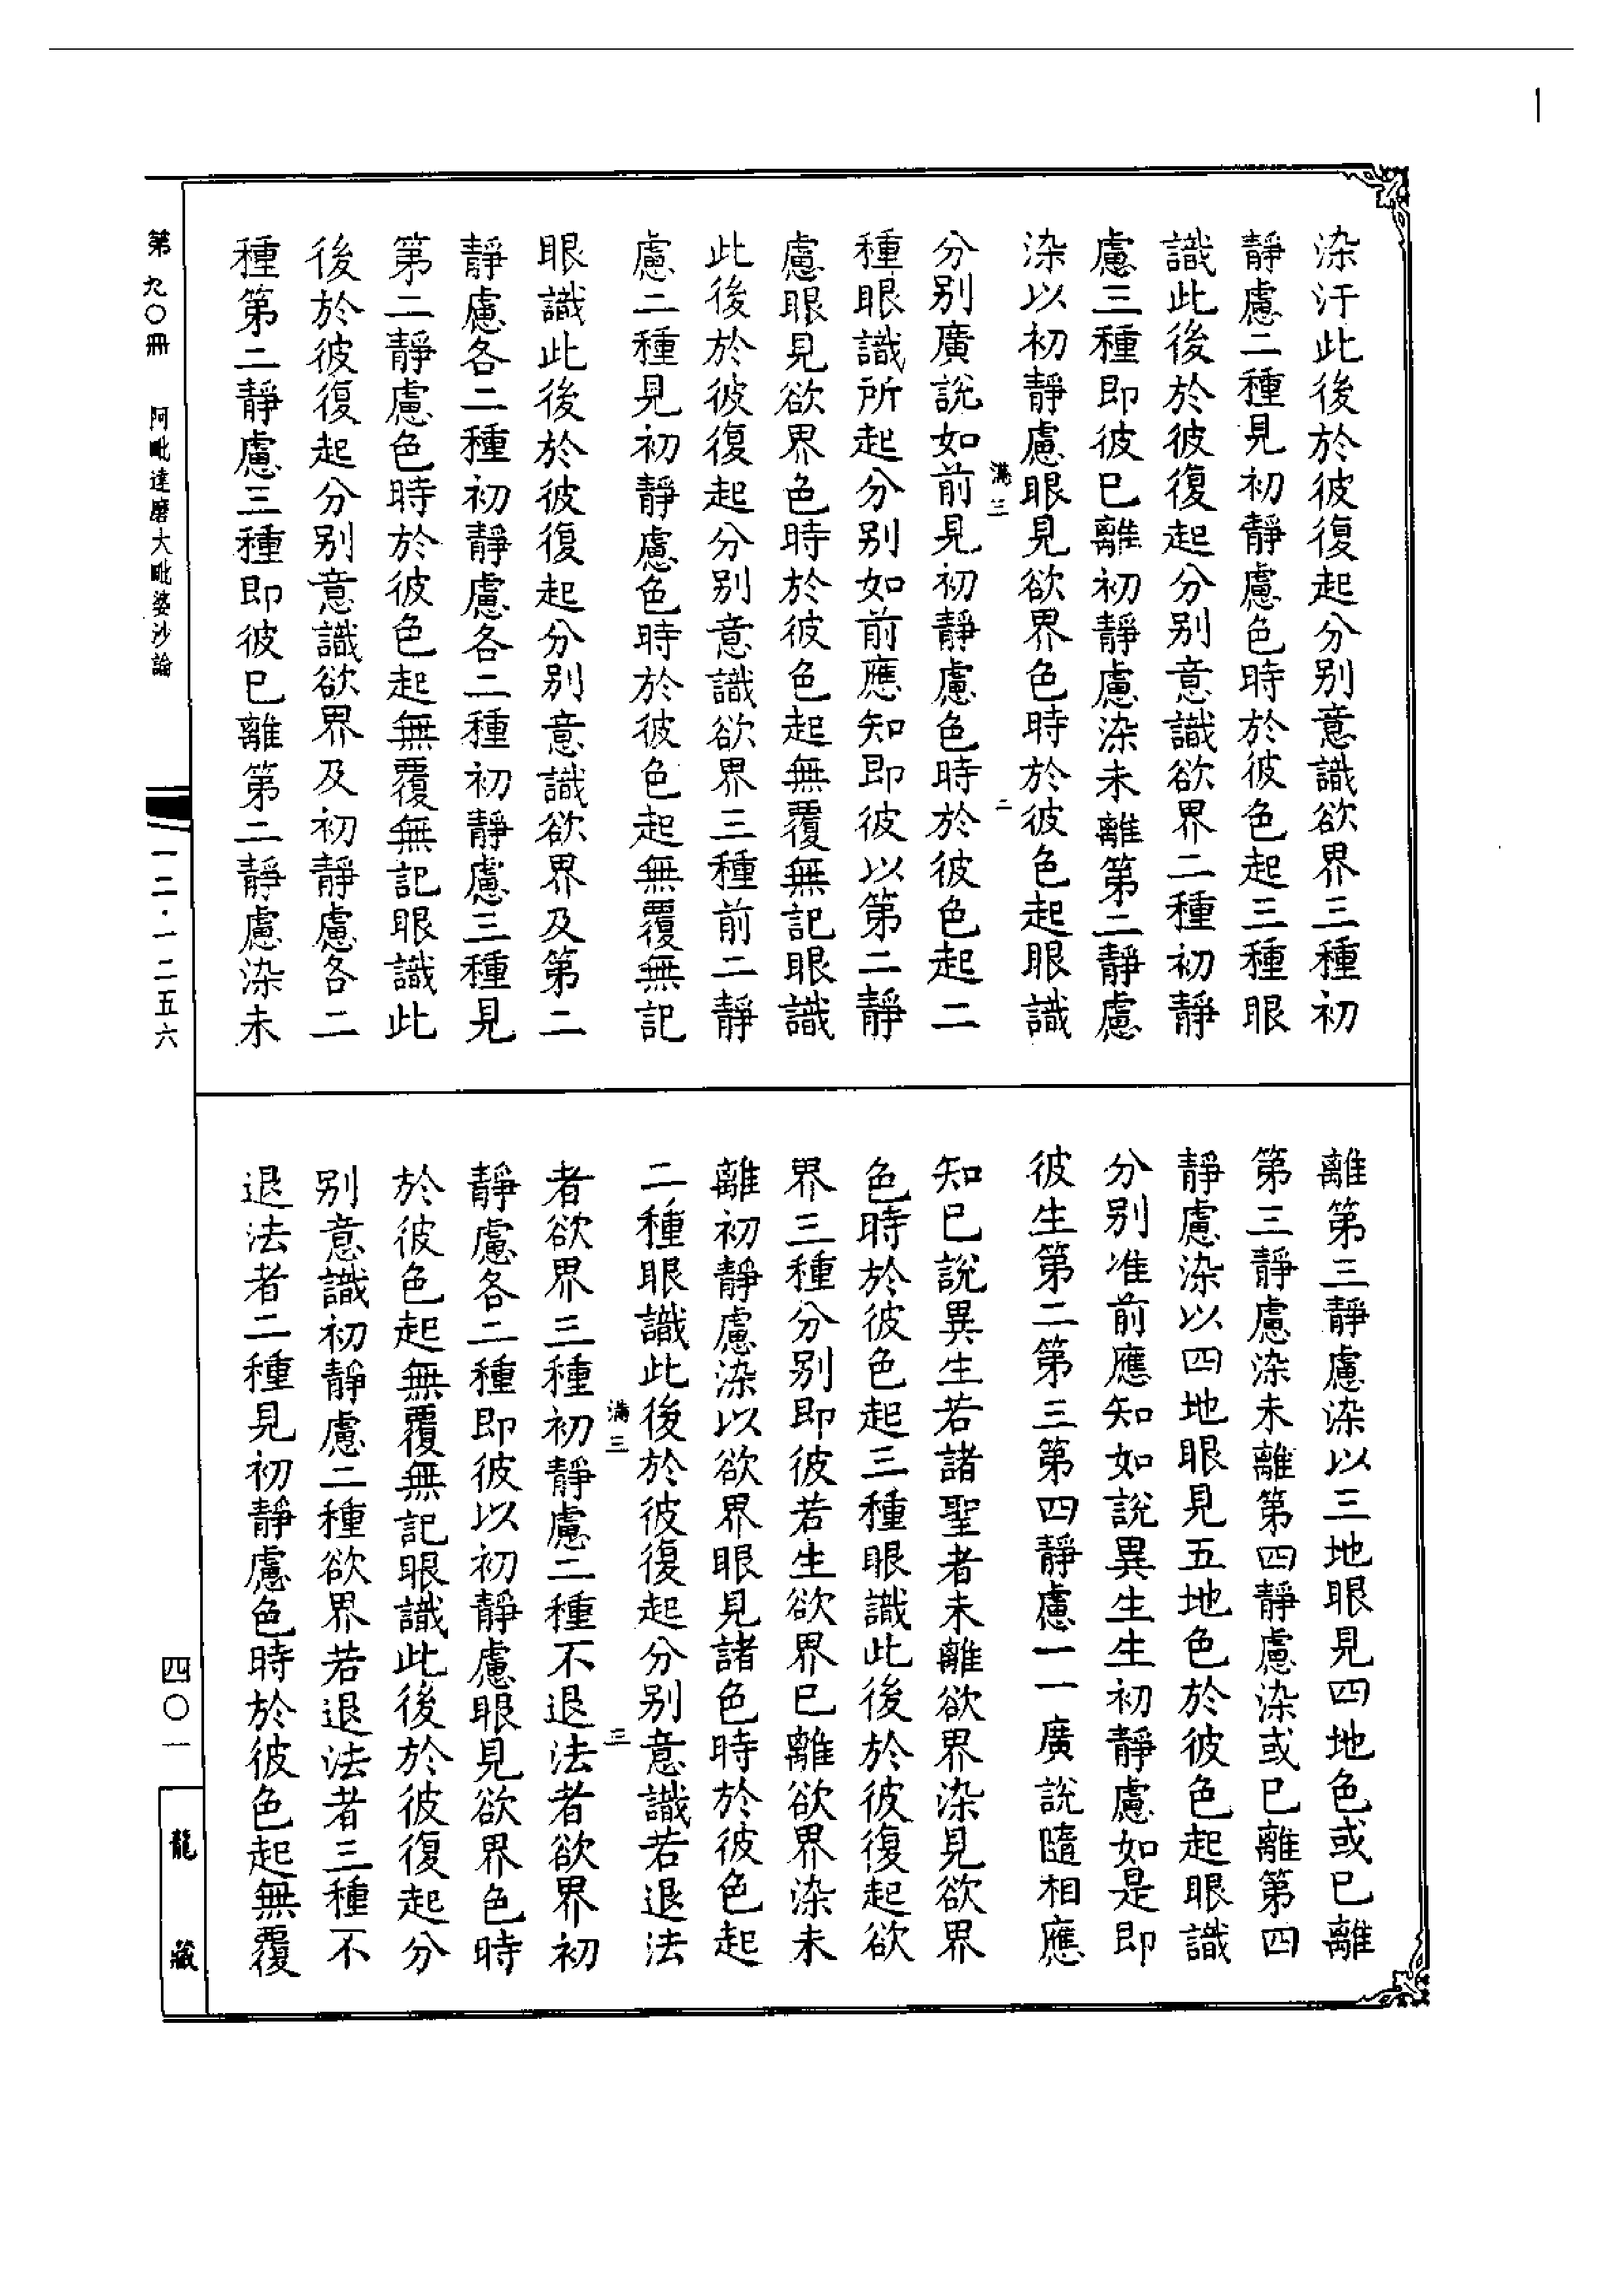 染汙此後於彼復起分别意識欲界三種初
靜慮二種見初靜慮色時於彼色起三種眼
識此後於彼復起分别意識欲界二種初靜
慮三種即彼已離初靜慮染未離第二靜慮
染以初靜慮眼見欲界色時於彼色起眼識
滿三 二
分别廣說如前見初靜慮色時於彼色起二
種眼識所起分别如前應知即彼以第二靜
慮眼見欲界色時於彼色起無覆無記眼識
此後於彼復起分别意識欲界三種前二靜
慮二種見初靜慮色時於彼色起無覆無記
眼識此後於彼復起分别意識欲界及第二
靜慮各二種初靜慮各二種初靜慮三種見
第二靜慮色時於彼色起無覆無記眼識此
後於彼復起分别意識欲界及初靜慮各二
種第二靜慮三種即彼已離第二靜慮染未
離第三靜慮染以三地眼見四地色或已離
第三靜慮染未離第四靜慮染或已離第四
靜慮染以四地眼見五地色於彼色起眼識
分别准前應知如說異生生初靜慮如是即
彼生第二第三第四靜慮一一廣說隨相應
知已說異生若諸聖者未離欲界染見欲界
色時於彼色起三種眼識此後於彼復起欲
界三種分别即彼若生欲界已離欲界染未
離初靜慮染以欲界眼見諸色時於彼色起
二種眼識此後於彼復起分别意識若退法
滿三 三
者欲界三種初靜慮二種不退法者欲界初
靜慮各二種即彼以初靜慮眼見欲界色時
於彼色起無覆無記眼識此後於彼復起分
别意識初靜慮二種欲界若退法者三種不
退法者二種見初靜慮色時於彼色起無覆
第九〇冊 阿毗達磨大毗婆沙論
一二·一二五六
四〇一
龍藏